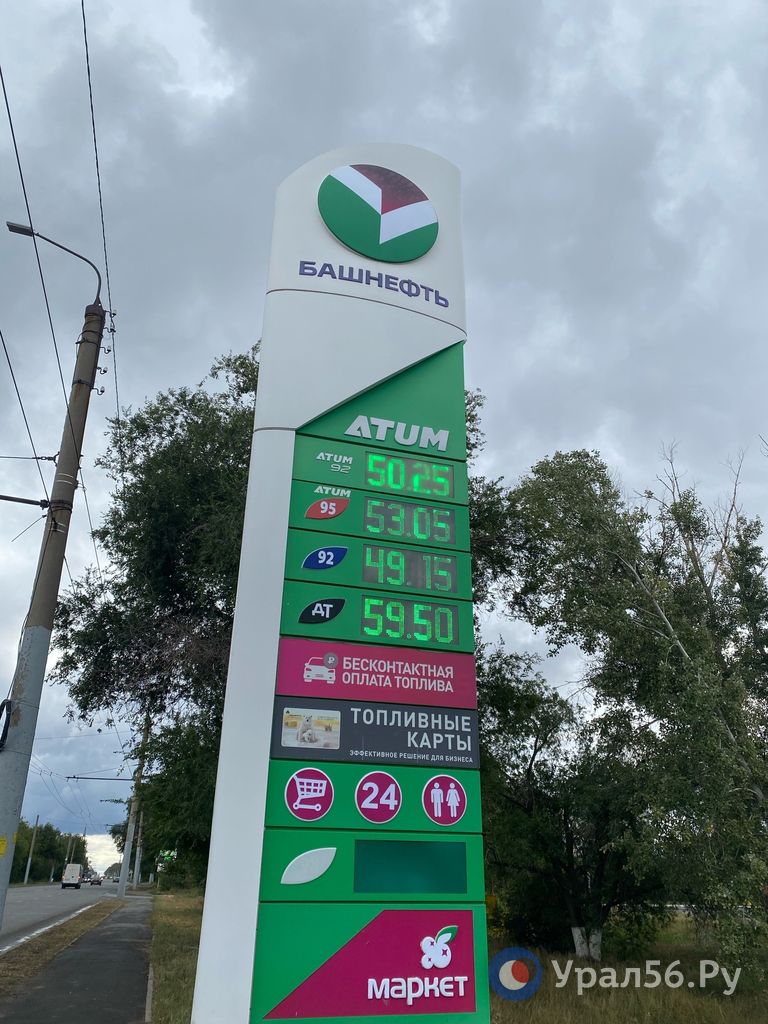 БАШНЕФТЬ
ATUM
ATUM 92 50.25
ATUM 95 53.05
92 49.15
АТ 59.50
БЕСКОНТАКТНАЯ
ОПЛАТА ТОПЛИВА
ТОПЛИВНЫЕ
КАРТЫ
ЭФФЕКТИВНОЕ РЕШЕНИЕ ДЛЯ БИЗНЕСА
24
маркет
Урал56.Ру